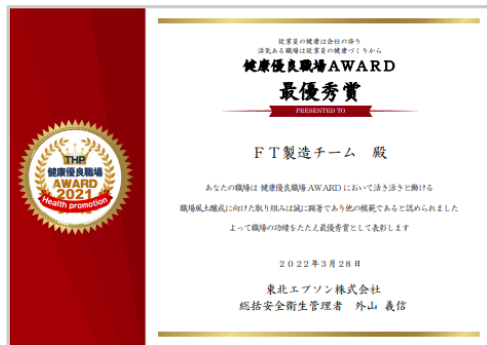 従業員の健康は会社の誇り
活気ある職場は従業員の健康づくりから
健康優良職場AWARD
最優秀賞
PRESENTED TO
FT製造チーム 殿
あなたの職場は 健康優良職場AWARDにおいて活き活きと働ける
職場風土醸成に向けた取り組みは誠に顕著であり他の模範であると認められました
よって職場の功績をたたえ最優秀賞として表彰します
2022年3月28日
東北エプソン株式会社
総括安全衛生管理者 外山 義信
THP
健康優良職場
AWARD
2021
Health promotion